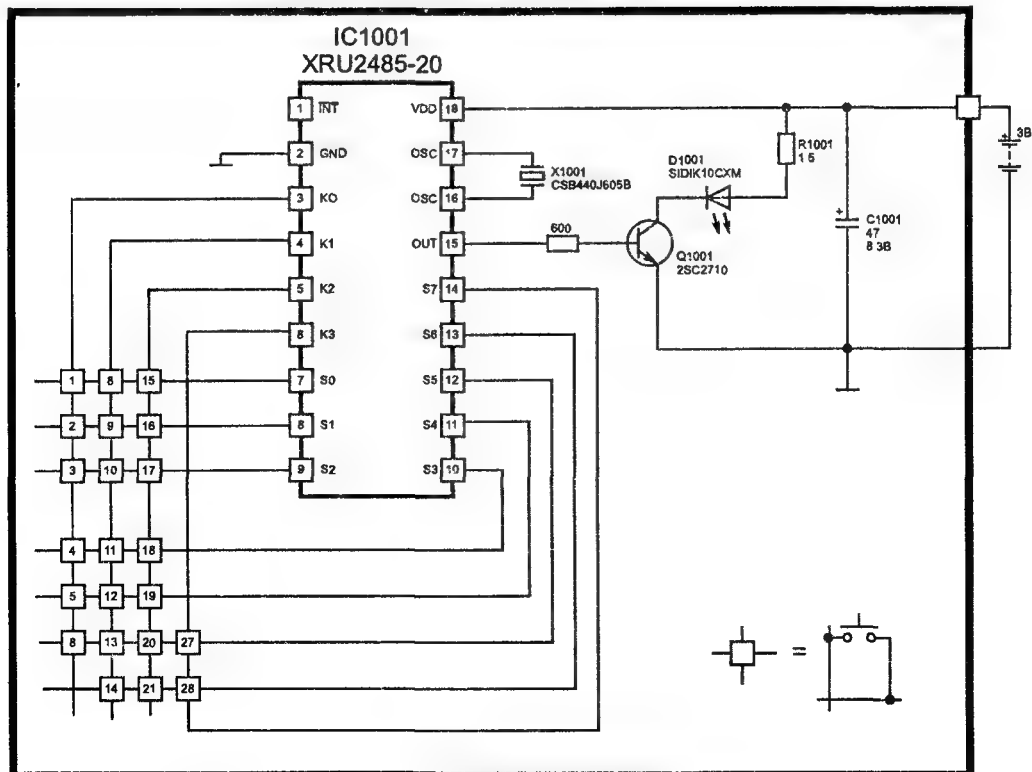 IC1001
XRU2485-20
1 INT
VDD 18
2 GND
OSC 17
3 KO
OSC 16
4 K1
OUT 15
5 K2
S7 14
6 K3
S6 13
7 S0
S5 12
8 S1
S4 11
9 S2
S3 10
X1001
CSB440J605B
600
D1001
SIDIK10CXM
R1001
1 5
Q1001
2SC2710
+
C1001
47
8 3B
+
3B
1 8 15
2 9 16
3 10 17
4 11 18
5 12 19
8 13 20 27
14 21 28
=